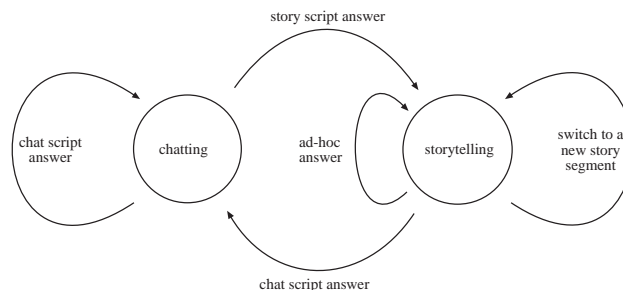 story script answer
chat script
answer
chatting
ad-hoc
answer
storytelling
switch to a
new story
segment
chat script answer